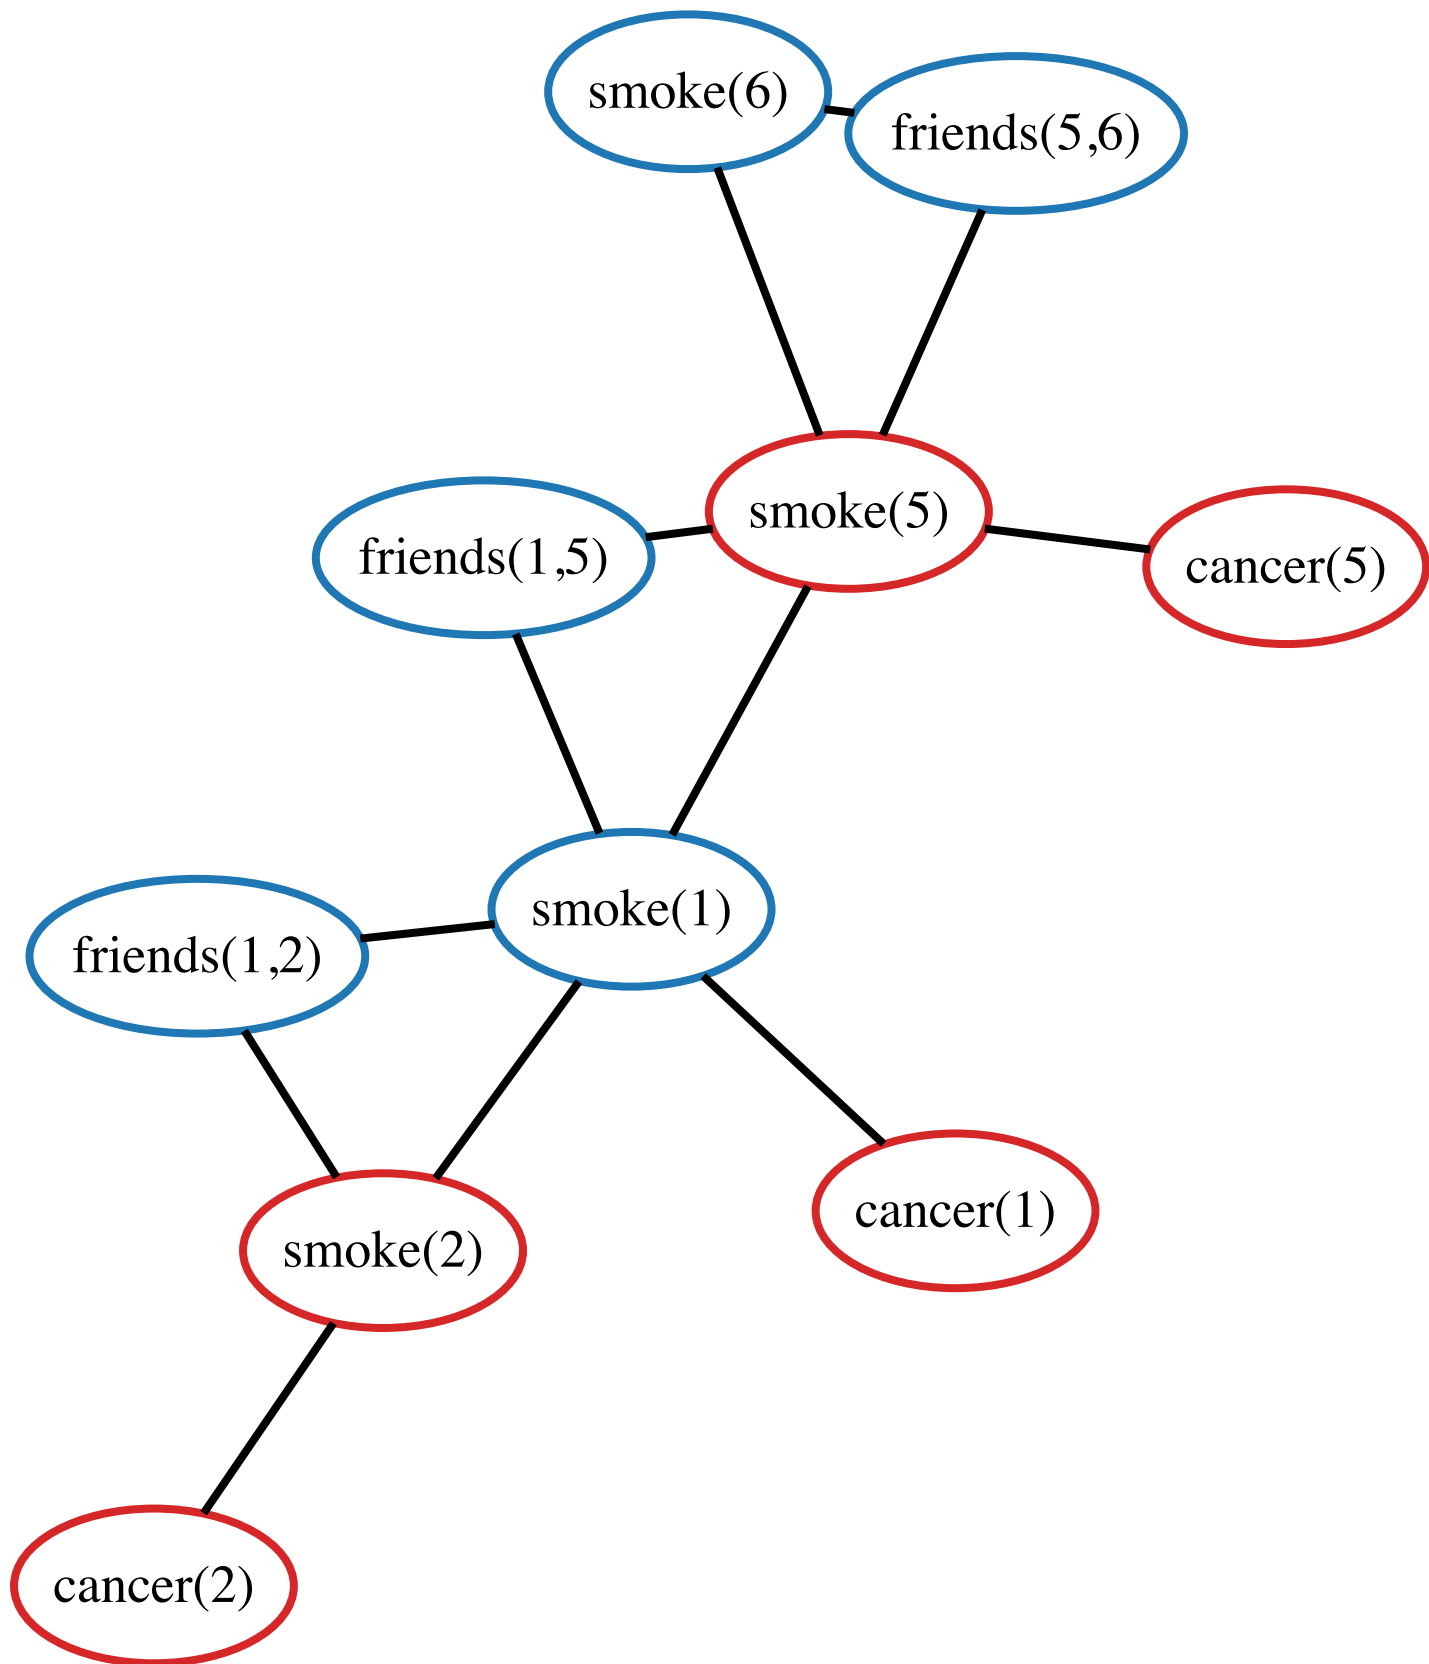 smoke(6)
friends(5,6)
smoke(5)
friends(1,5)
cancer(5)
smoke(1)
friends(1,2)
cancer(1)
smoke(2)
cancer(2)